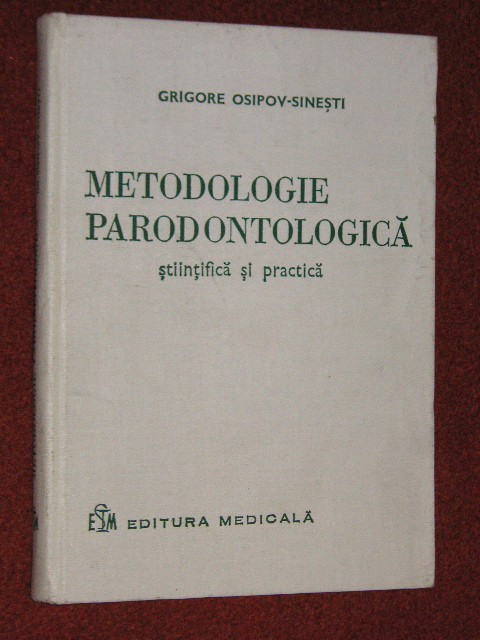 GRIGORE OSIPOV-SINEȘTI
METODOLOGIE
PARODONTOLOGICĂ
științifică și practică
ESM EDITURA MEDICALĂ